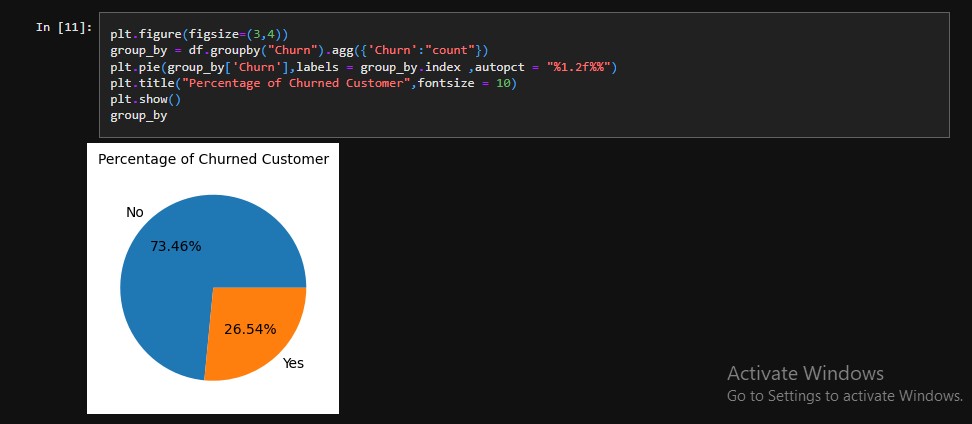 In [11]:
plt.figure(figsize=(3,4))
group_by = df.groupby("Churn").agg({'Churn':"count"})
plt.pie(group_by['Churn'],labels = group_by.index ,autopct = "%1.2f%%")
plt.title("Percentage of Churned Customer",fontsize = 10)
plt.show()
group_by
Percentage of Churned Customer
No
73.46%
26.54%
Yes
Activate Windows
Go to Settings to activate Windows.